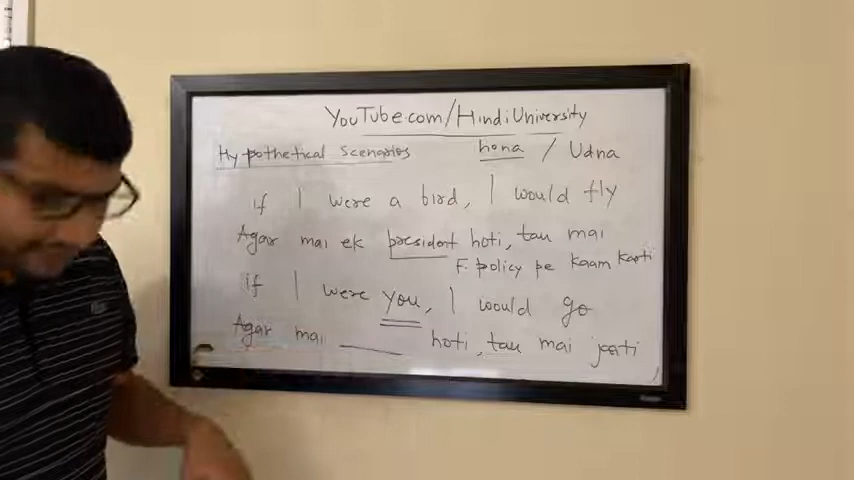 YouTube.com/HindiUniversity
Hypothetical Scenarios hona / Udna
if I were a bird, I would fly
Agar mai ek president hoti, tau mai
F. policy pe kaam karti
if I were you, I would go
Agar mai ____ hoti, tau mai jaati